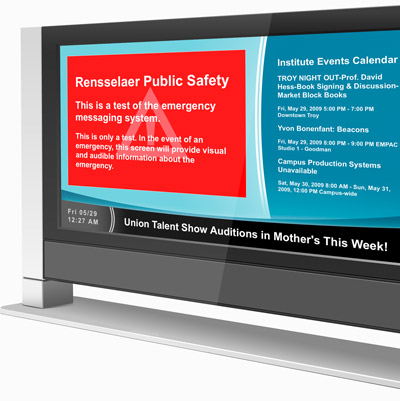 Rensselaer Public Safety
This is a test of the emergency
messaging system.
This is only a test. In the event of an
emergency, this screen will provide visual
and audible information about the
emergency.
Institute Events Calendar
TROY NIGHT OUT-Prof. David
Hess-Book Signing & Discussion-
Market Block Books
Fri, May 29, 2009 5:00 PM - 7:00 PM
Downtown Troy
Yvon Bonenfant: Beacons
Fri, May 29, 2009 8:00 PM - 9:00 PM EMPAC
Studio 1 - Goodman
Campus Production Systems
Unavailable
Sat, May 30, 2009 8:00 AM - Sun, May 31,
2009, 12:00 PM Campus-wide
Fri 05/29
12:27 AM
Union Talent Show Auditions in Mother's This Week!